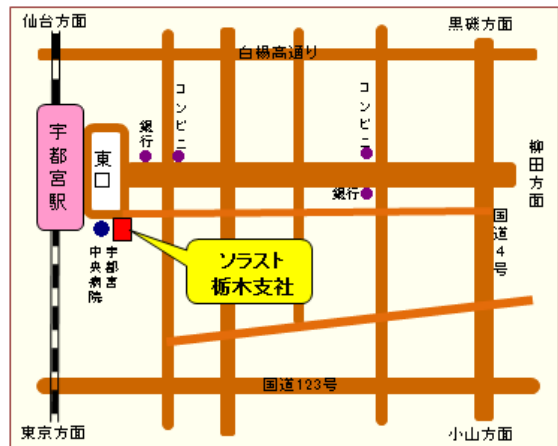 仙台方面
黒磯方面
白楊高通り
コンビニ
コンビニ
銀行
宇都宮駅
東口
柳田方面
銀行
国道4号
宇都宮
中央病院
ソラスト
栃木支社
国道123号
東京方面
小山方面